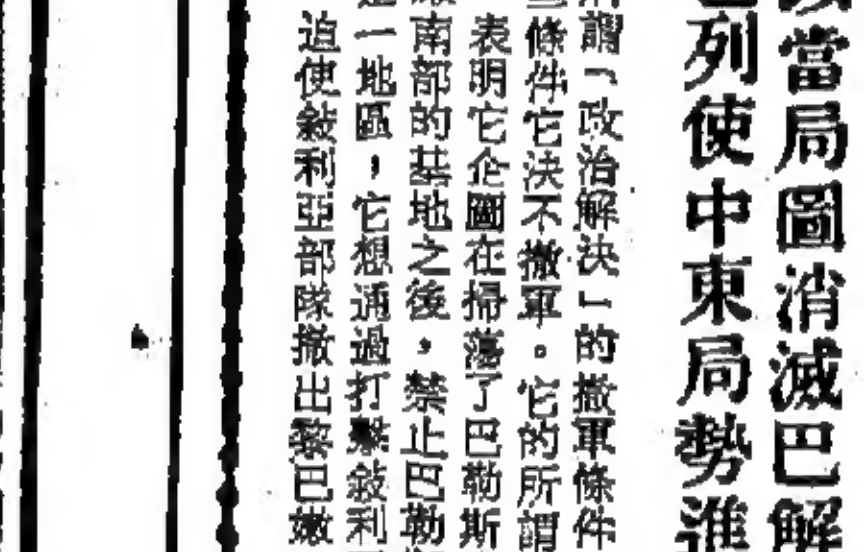 當局圖消滅巴解
列使中東局勢進
謂「政治解決」的撤軍條件
條件它決不撤軍。它的所謂
表明它企圖在掃蕩了巴勒斯
南部的基地之後，禁止巴勒
一地區，它想通過打擊敍利
迫使敍利亞部隊撤出黎巴嫩